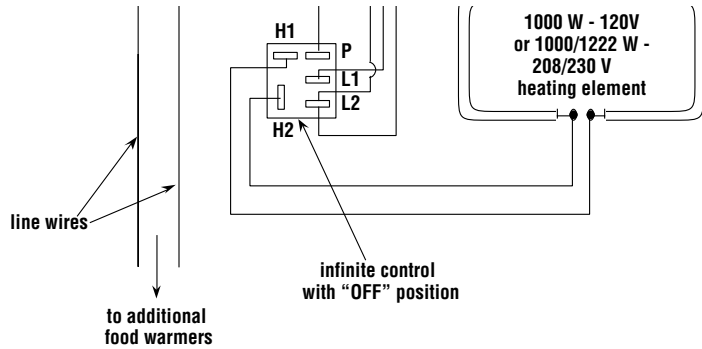 H1
P
L1
L2
H2
1000 W - 120V
or 1000/1222 W -
208/230 V
heating element
line wires
infinite control
with “OFF” position
to additional
food warmers